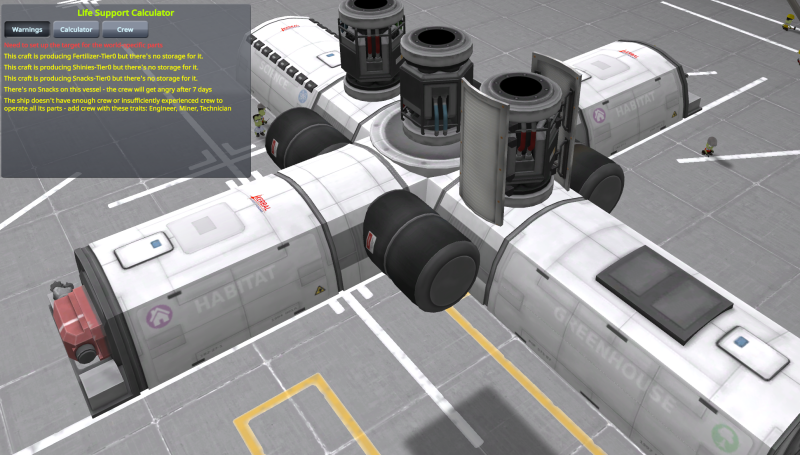 Life Support Calculator
Warnings
Calculator
Crew
This craft is producing Fertilizer-Tier0 but there's no storage for it.
This craft is producing Shinies-Tier0 but there's no storage for it.
This craft is producing Snacks-Tier0 but there's no storage for it.
There's no Snacks on this vessel - the crew will get angry after 7 days
The ship doesn't have enough crew or insufficiently experienced crew to
operate all its parts - add crew with these traits: Engineer, Miner, Technician
HABITAT
HABITAT
GREENHOUSE